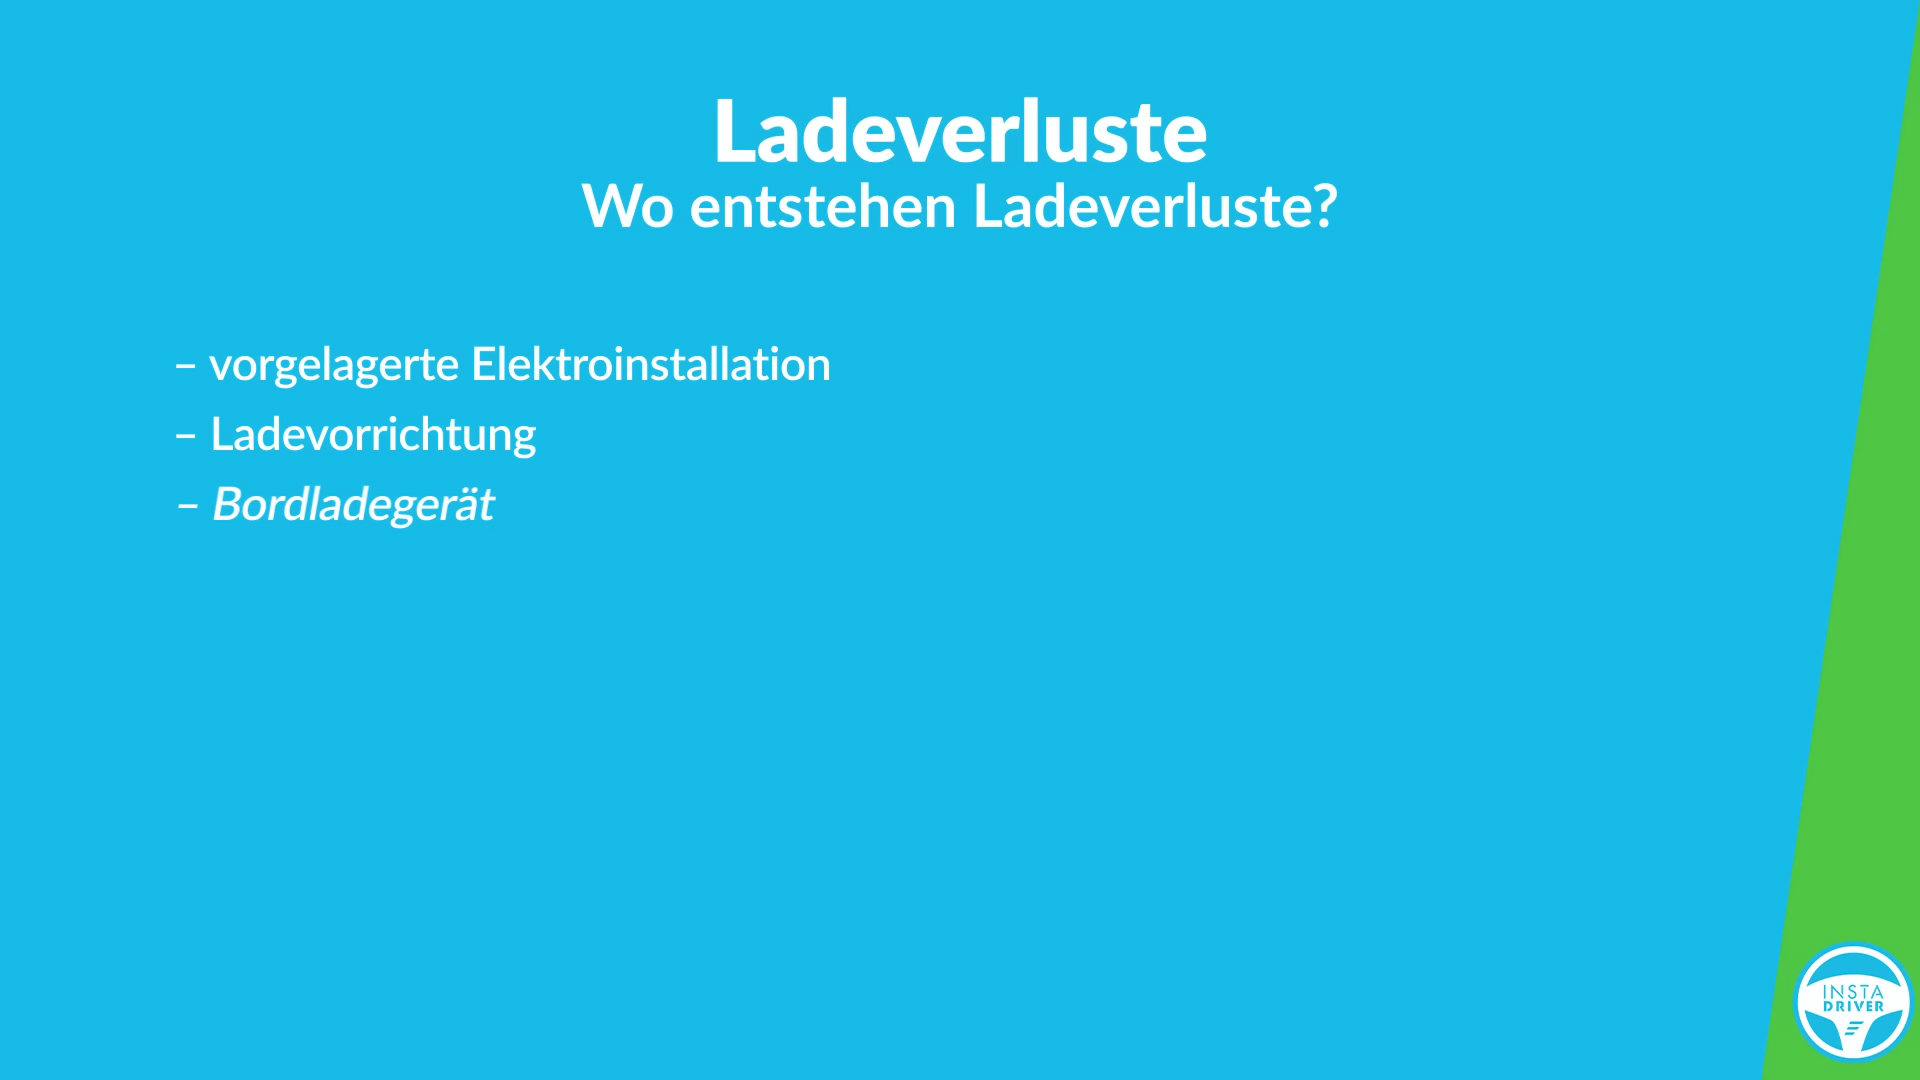 Ladeverluste
Wo entstehen Ladeverluste?
– vorgelagerte Elektroinstallation
– Ladevorrichtung
– Bordladegerät
INSTA
DRIVER